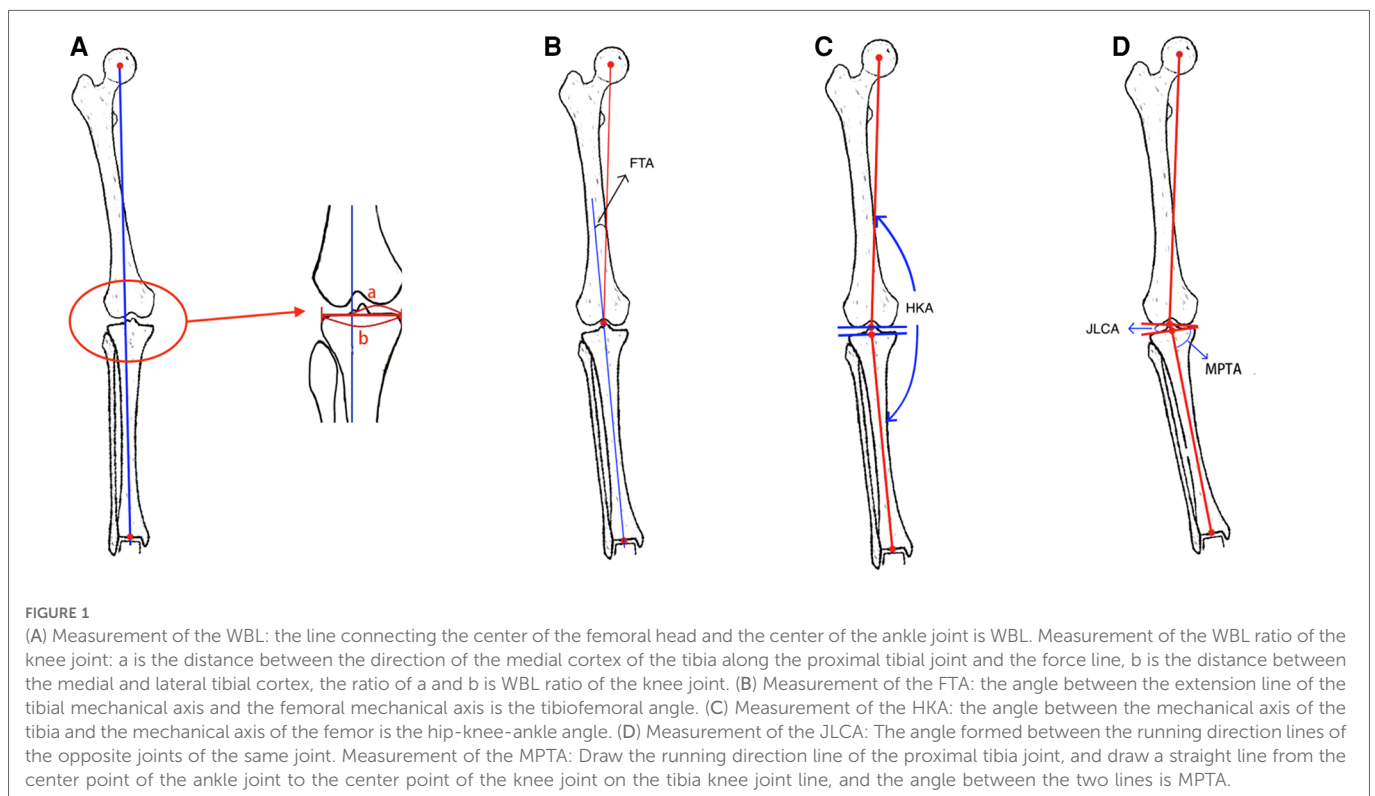 A
B
C
D
FTA
a
b
HKA
JLCA
MPTA
FIGURE 1
(A) Measurement of the WBL: the line connecting the center of the femoral head and the center of the ankle joint is WBL. Measurement of the WBL ratio of the
knee joint: a is the distance between the direction of the medial cortex of the tibia along the proximal tibial joint and the force line, b is the distance between
the medial and lateral tibial cortex, the ratio of a and b is WBL ratio of the knee joint. (B) Measurement of the FTA: the angle between the extension line of the
tibial mechanical axis and the femoral mechanical axis is the tibiofemoral angle. (C) Measurement of the HKA: the angle between the mechanical axis of the
tibia and the mechanical axis of the femor is the hip-knee-ankle angle. (D) Measurement of the JLCA: The angle formed between the running direction lines of
the opposite joints of the same joint. Measurement of the MPTA: Draw the running direction line of the proximal tibia joint, and draw a straight line from the
center point of the ankle joint to the center point of the knee joint on the tibia knee joint line, and the angle between the two lines is MPTA.